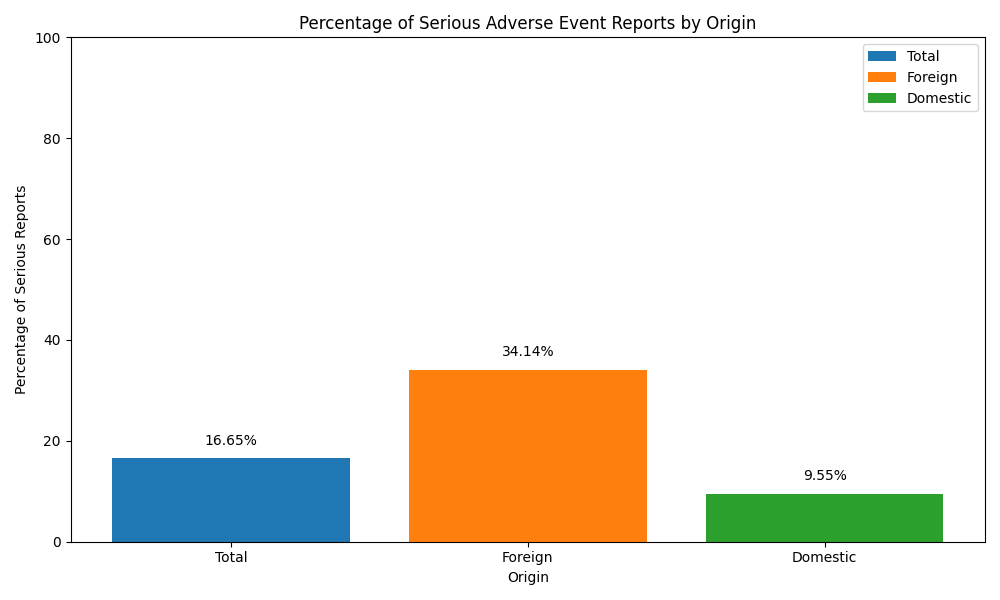 Percentage of Serious Adverse Event Reports by Origin
Percentage of Serious Reports
100
80
60
40
20
0
Total
Foreign
Domestic
16.65%
34.14%
9.55%
Total
Foreign
Domestic
Origin